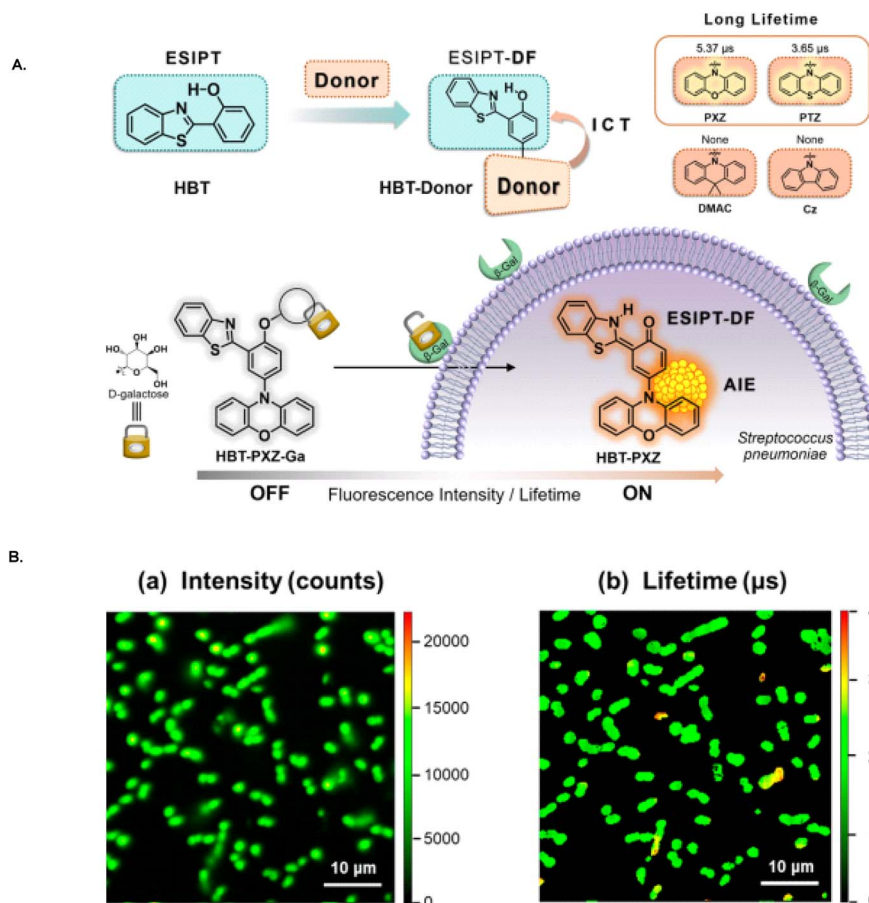 A.
ESIPT
Donor
ESIPT-DF
Long Lifetime
5.37 μs
3.65 μs
PXZ
PTZ
None
None
DMAC
Cz
H
O
N
S
HBT
HBT-Donor
Donor
ICT
H
O
N
S
N
O
N
S
N
N
β-Gal
β-Gal
β-Gal
OH
HO
OH
O
OH
D-galactose
N
O
S
N
O
HBT-PXZ-Ga
N
H
O
S
N
O
HBT-PXZ
ESIPT-DF
AIE
Streptococcus
pneumoniae
OFF
Fluorescence Intensity / Lifetime
ON
B.
(a) Intensity (counts)
(b) Lifetime (μs)
20000
15000
10000
5000
0
10 μm
10 μm